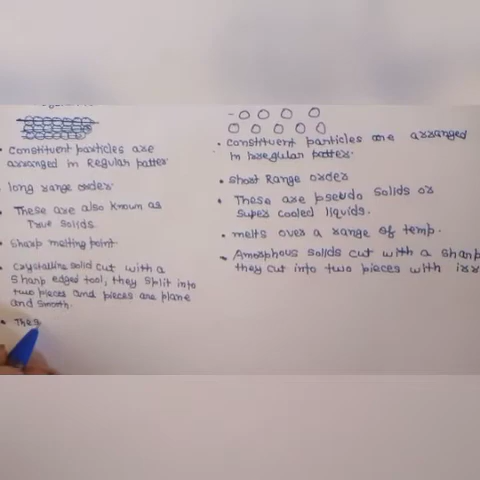 Constituent particles are
arranged in Regular patter.
long range order.
These are also known as
True Solids.
Sharp melting point
Crystalline solid cut with a
Sharp edged tool, they split into
two pieces and pieces are plane
and smooth.
Thes
Constituent particles are arranged
in irregular patter.
Short Range order
These are pseudo Solids or
Super cooled liquids.
melts over a range of temp.
Amorphous solids cut with a sharp
they cut into two pieces with irr